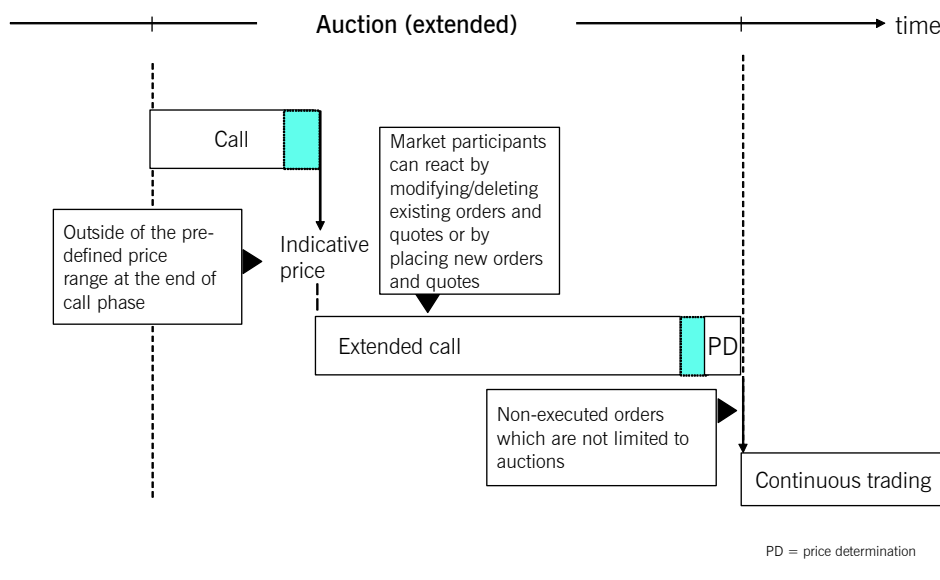 Auction (extended)
time
Call
Market participants
can react by
modifying/deleting
existing orders and
quotes or by
placing new orders
and quotes
Outside of the pre-
defined price
range at the end of
call phase
Indicative
price
Extended call
PD
Non-executed orders
which are not limited to
auctions
Continuous trading
PD = price determination